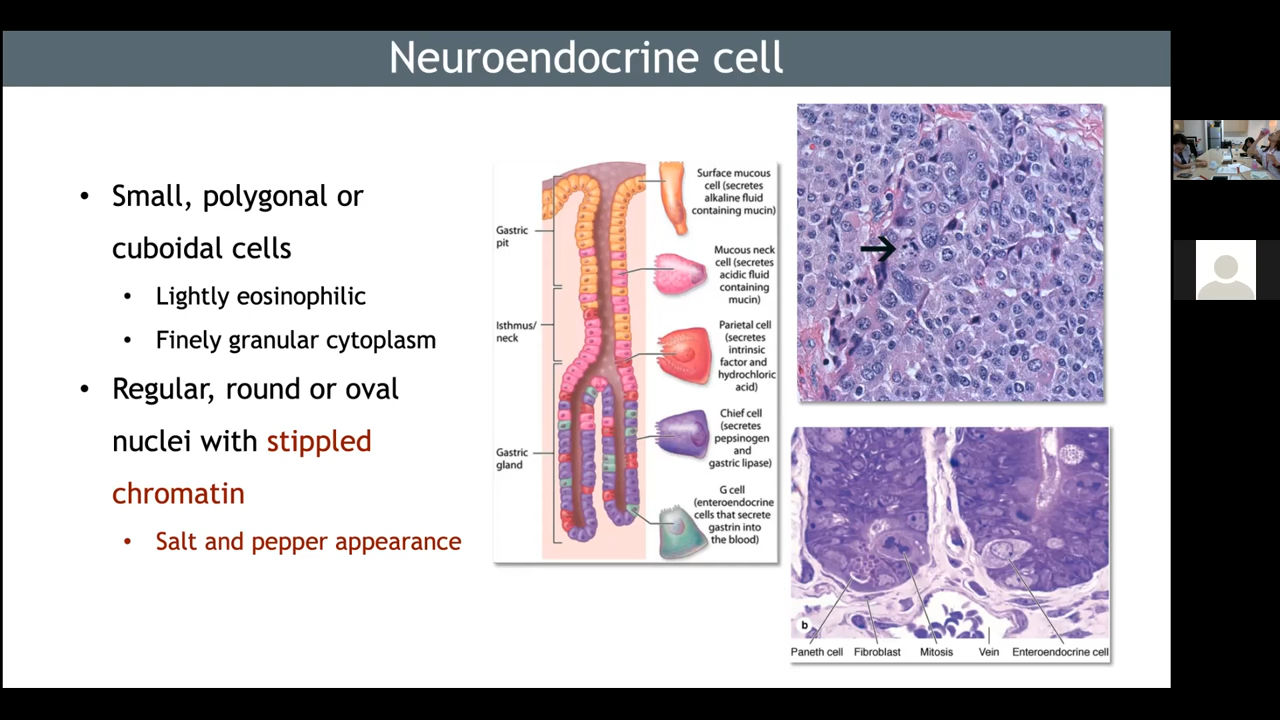 Neuroendocrine cell
• Small, polygonal or
cuboidal cells
• Lightly eosinophilic
• Finely granular cytoplasm
• Regular, round or oval
nuclei with stippled
chromatin
• Salt and pepper appearance
Gastric
pit
Isthmus/
neck
Gastric
gland
Surface mucous
cell (secretes
alkaline fluid
containing mucin)
Mucous neck
cell (secretes
acidic fluid
containing
mucin)
Parietal cell
(secretes
intrinsic
factor and
hydrochloric
acid)
Chief cell
(secretes
pepsinogen
and
gastric lipase)
G cell
(enteroendocrine
cells that secrete
gastrin into
the blood)
b
Paneth cell Fibroblast Mitosis Vein Enteroendocrine cell